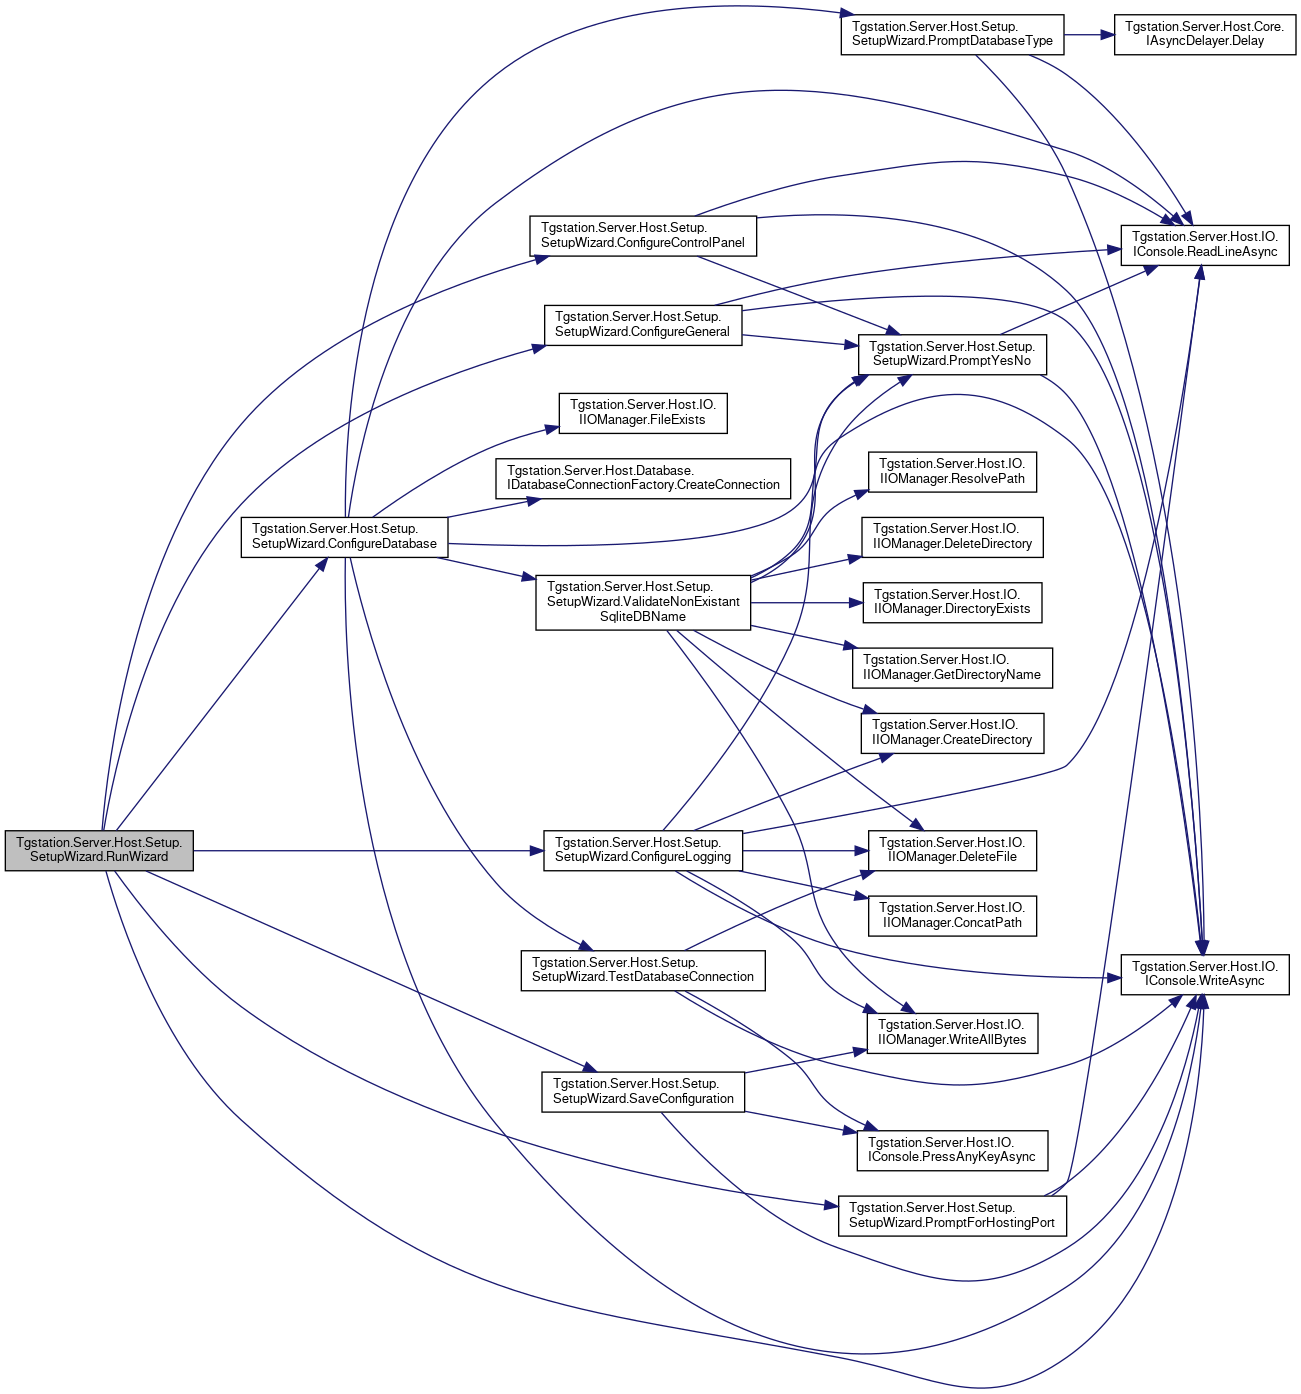 Tgstation.Server.Host.Setup.
SetupWizard.PromptDatabaseType
Tgstation.Server.Host.Core.
IAsyncDelayer.Delay
Tgstation.Server.Host.Setup.
SetupWizard.ConfigureControlPanel
Tgstation.Server.Host.IO.
IConsole.ReadLineAsync
Tgstation.Server.Host.Setup.
SetupWizard.ConfigureGeneral
Tgstation.Server.Host.Setup.
SetupWizard.PromptYesNo
Tgstation.Server.Host.IO.
IIOManager.FileExists
Tgstation.Server.Host.Database.
IDatabaseConnectionFactory.CreateConnection
Tgstation.Server.Host.IO.
IIOManager.ResolvePath
Tgstation.Server.Host.Setup.
SetupWizard.ConfigureDatabase
Tgstation.Server.Host.IO.
IIOManager.DeleteDirectory
Tgstation.Server.Host.Setup.
SetupWizard.ValidateNonExistant
SqliteDBName
Tgstation.Server.Host.IO.
IIOManager.DirectoryExists
Tgstation.Server.Host.IO.
IIOManager.GetDirectoryName
Tgstation.Server.Host.IO.
IIOManager.CreateDirectory
Tgstation.Server.Host.Setup.
SetupWizard.RunWizard
Tgstation.Server.Host.Setup.
SetupWizard.ConfigureLogging
Tgstation.Server.Host.IO.
IIOManager.DeleteFile
Tgstation.Server.Host.IO.
IIOManager.ConcatPath
Tgstation.Server.Host.Setup.
SetupWizard.TestDatabaseConnection
Tgstation.Server.Host.IO.
IConsole.WriteAsync
Tgstation.Server.Host.IO.
IIOManager.WriteAllBytes
Tgstation.Server.Host.Setup.
SetupWizard.SaveConfiguration
Tgstation.Server.Host.IO.
IConsole.PressAnyKeyAsync
Tgstation.Server.Host.Setup.
SetupWizard.PromptForHostingPort